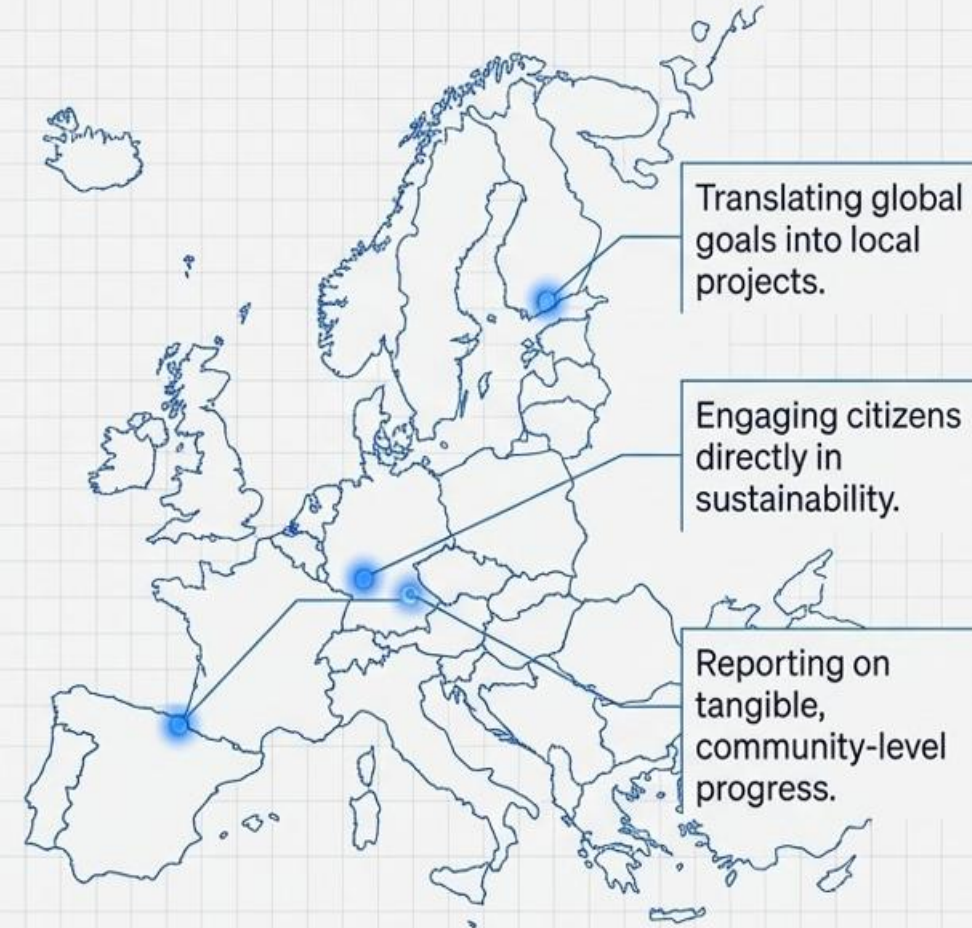 Translating global
goals into local
projects.
Engaging citizens
directly in
sustainability.
Reporting on
tangible,
community-level
progress.